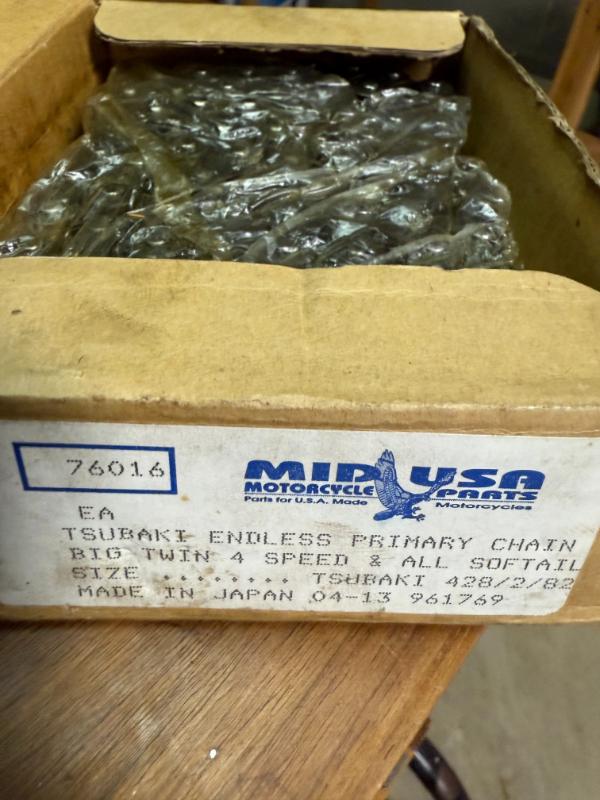 76016
MID USA
MOTORCYCLE PARTS
Parts for U.S.A. Made Motorcycles
EA
TSUBAKI ENDLESS PRIMARY CHAIN
BIG TWIN 4 SPEED & ALL SOFTAIL
SIZE ........ TSUBAKI 428/2/82
MADE IN JAPAN 04-13 961769